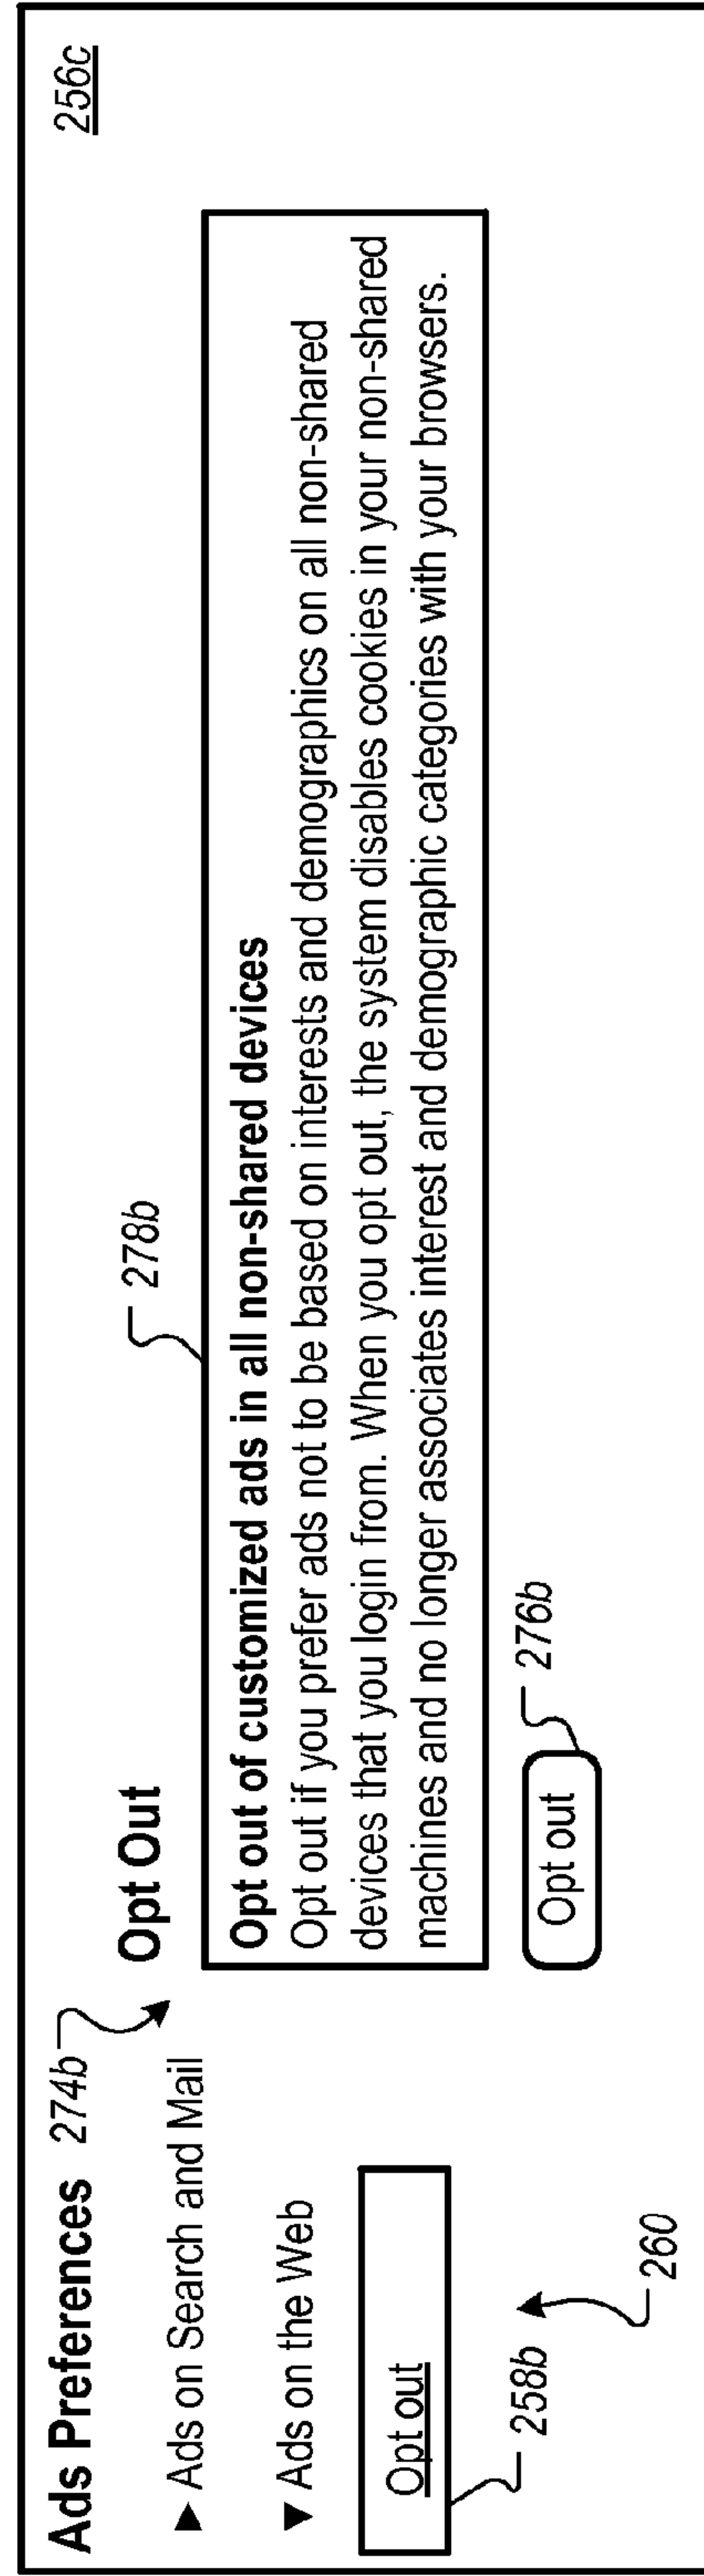 Ads Preferences
274b
256c
► Ads on Search and Mail
▼ Ads on the Web
Opt out
258b
260
Opt Out
278b
Opt out of customized ads in all non-shared devices
Opt out if you prefer ads not to be based on interests and demographics on all non-shared
devices that you login from. When you opt out, the system disables cookies in your non-shared
machines and no longer associates interest and demographic categories with your browsers.
Opt out
276b